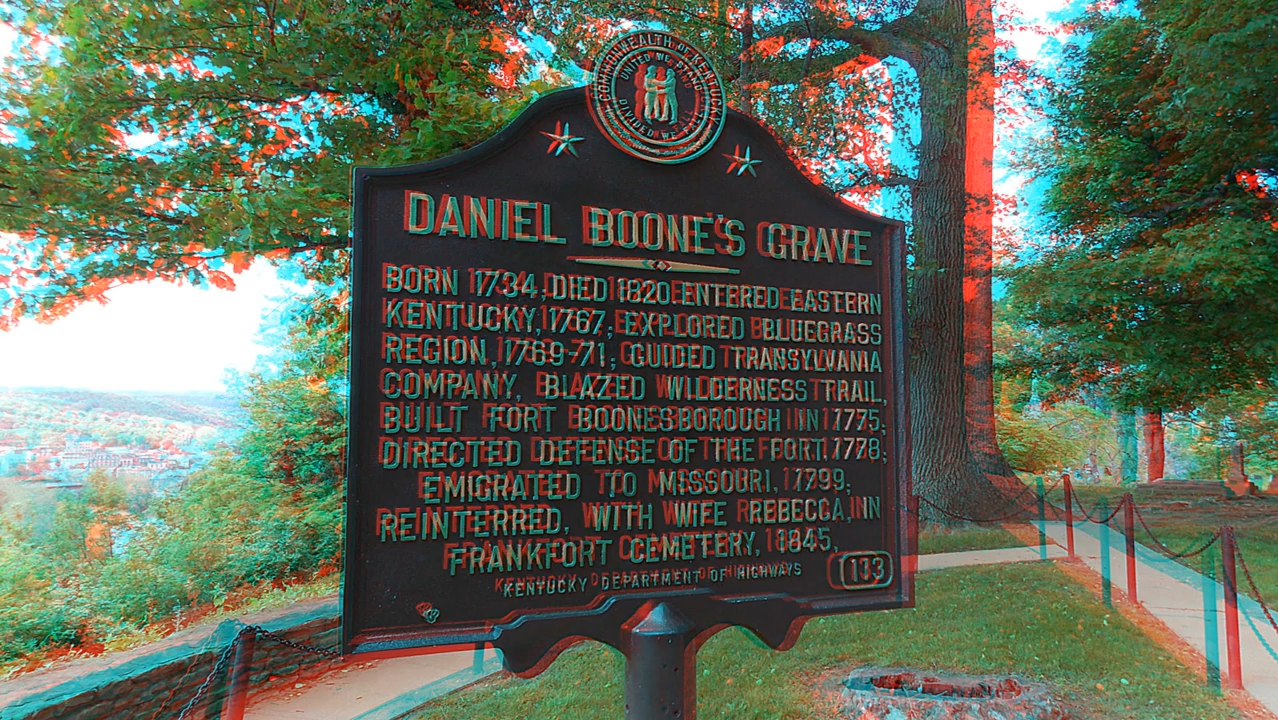 COMMONWEALTH OF KENTUCKY
UNITED WE STAND
DIVIDED WE FALL
DANIEL BOONE'S GRAVE
BORN 1734, DIED 1820. ENTERED EASTERN
KENTUCKY, 1767; EXPLORED BLUEGRASS
REGION, 1769-71; GUIDED TRANSYLVANIA
COMPANY, BLAZED WILDERNESS TRAIL,
BUILT FORT BOONESBOROUGH IN 1775;
DIRECTED DEFENSE OF THE FORT, 1778;
EMIGRATED TO MISSOURI, 1799;
REINTERRED, WITH WIFE REBECCA, IN
FRANKFORT CEMETERY, 1845.
KENTUCKY DEPARTMENT OF HIGHWAYS
133